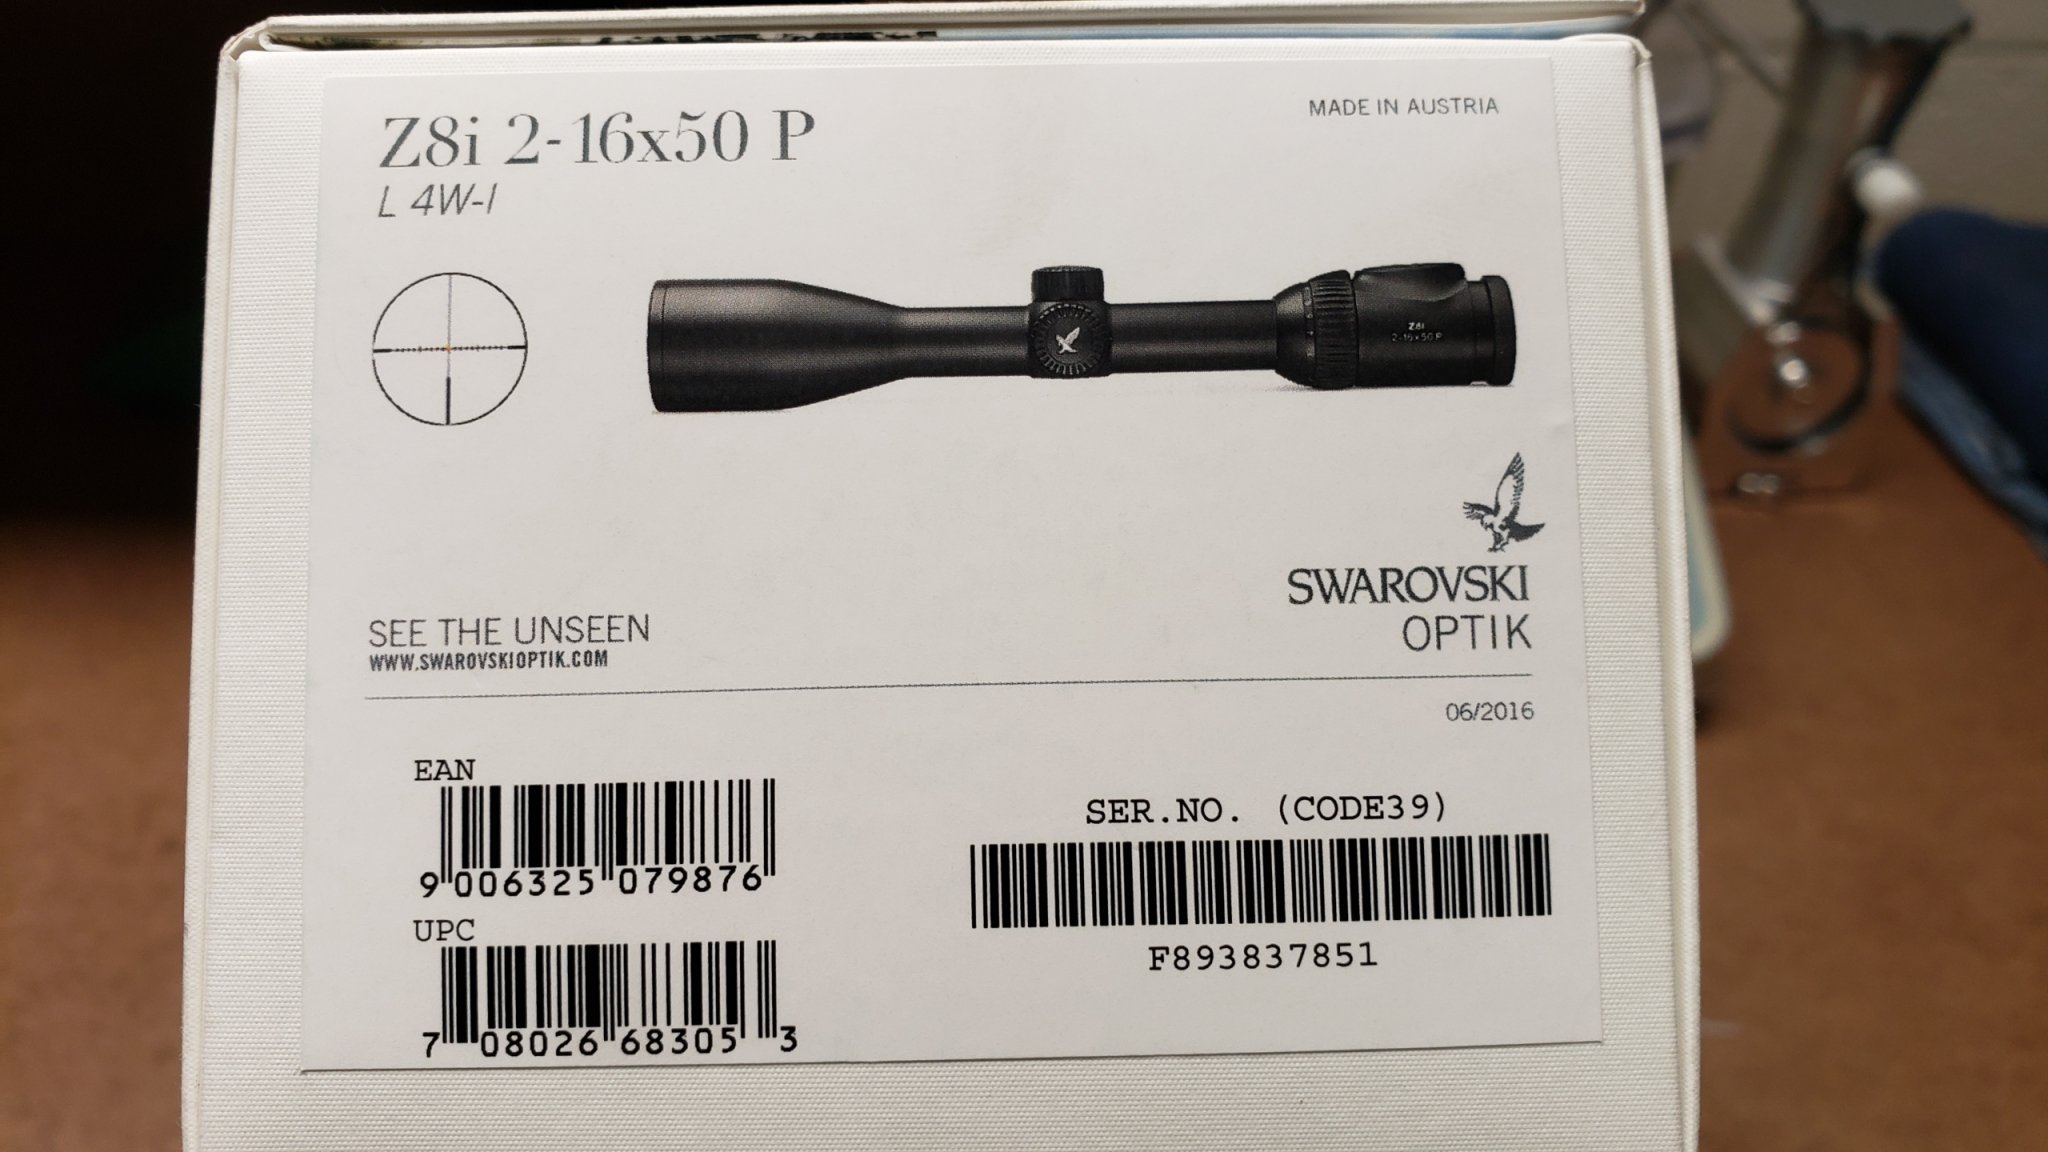 Z8i 2-16x50 P
MADE IN AUSTRIA
L 4W-I
Z8i
2-16x50 P
SWAROVSKI
OPTIK
SEE THE UNSEEN
WWW.SWAROVSKIOPTIK.COM
06/2016
EAN
9 006325 079876
SER.NO. (CODE39)
F893837851
UPC
7 08026 68305 3